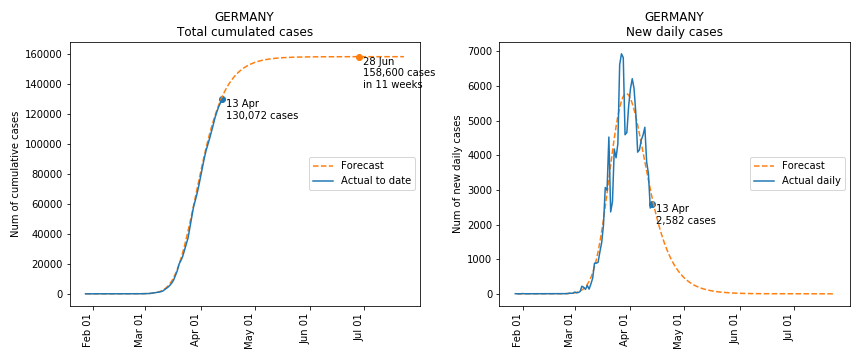 GERMANY
Total cumulated cases
Num of cumulative cases
160000
140000
120000
100000
80000
60000
40000
20000
0
28 Jun
158,600 cases
in 11 weeks
13 Apr
130,072 cases
Forecast
Actual to date
Feb 01
Mar 01
Apr 01
May 01
Jun 01
Jul 01
GERMANY
New daily cases
Num of new daily cases
7000
6000
5000
4000
3000
2000
1000
0
13 Apr
2,582 cases
Forecast
Actual daily
Feb 01
Mar 01
Apr 01
May 01
Jun 01
Jul 01